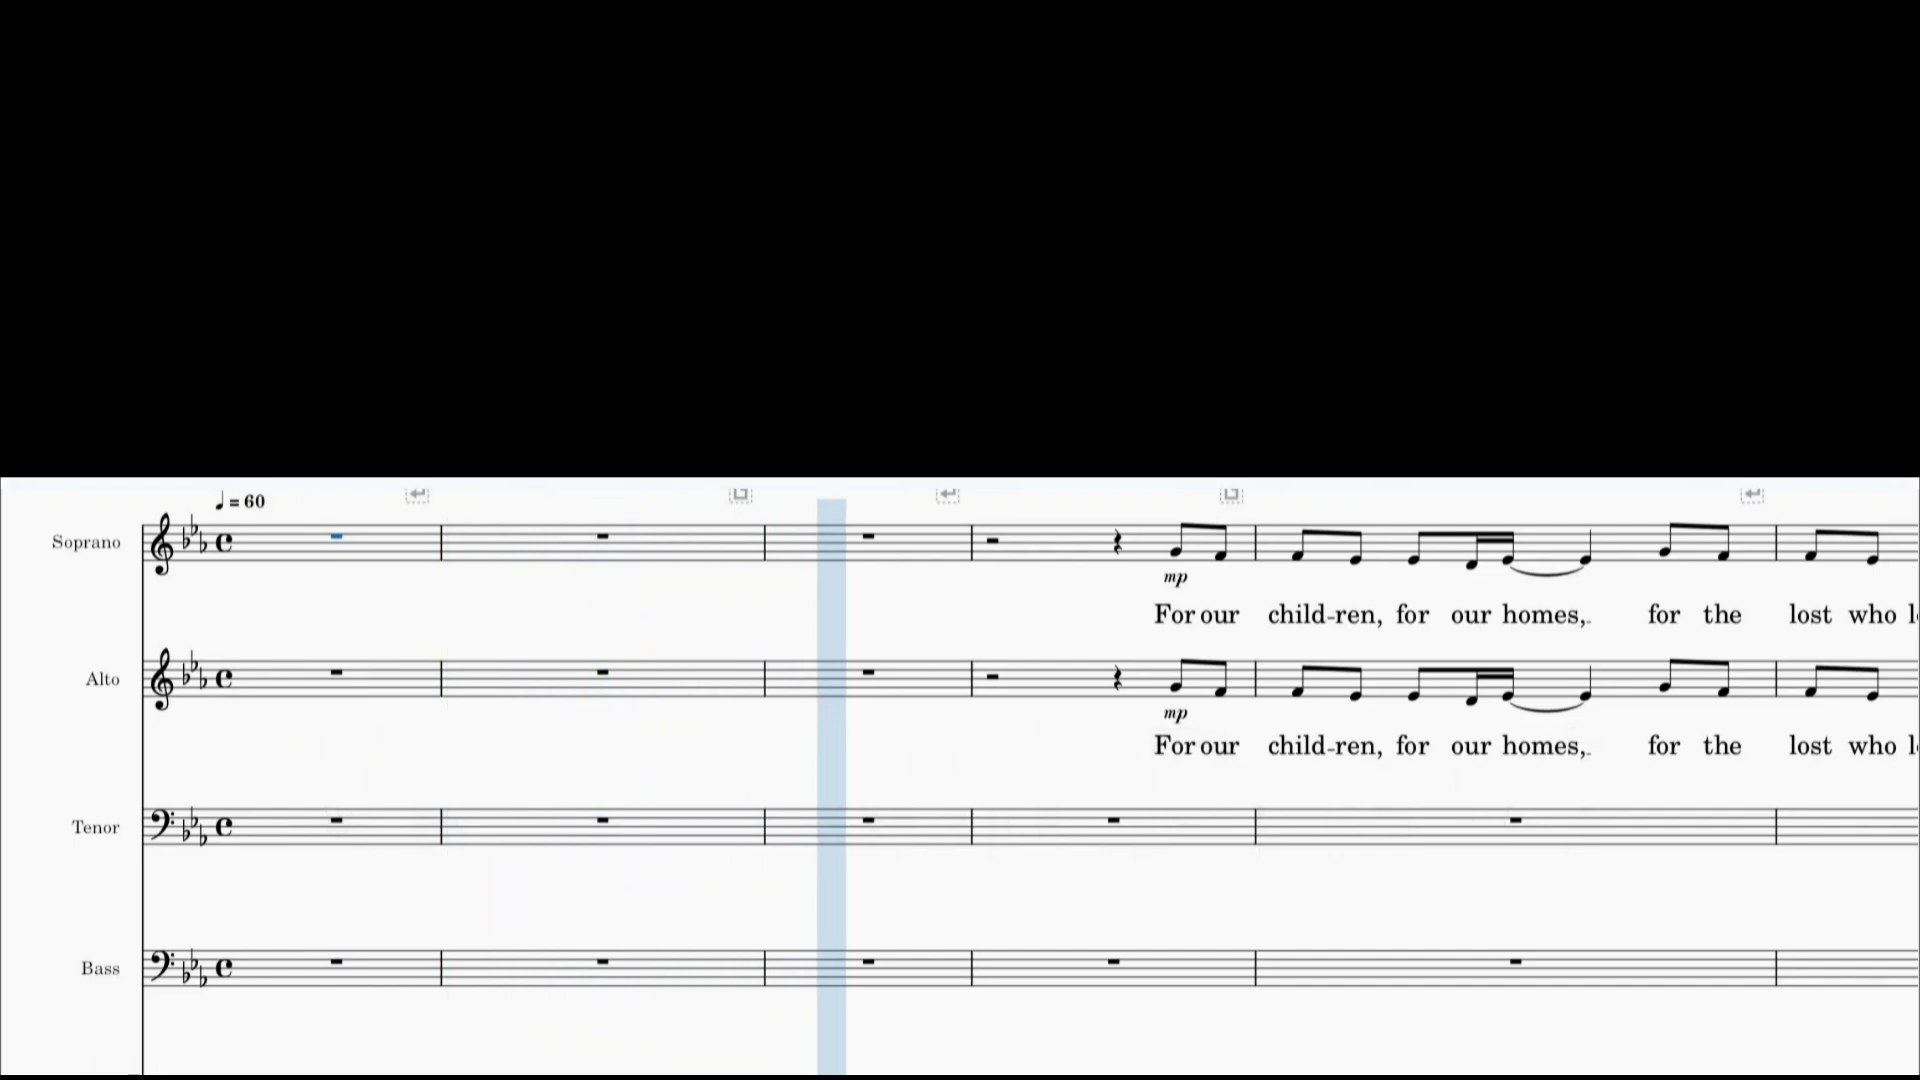 ♩ = 60
Soprano
mp
For our child-ren, for our homes, for the lost who
Alto
mp
For our child-ren, for our homes, for the lost who
Tenor
Bass